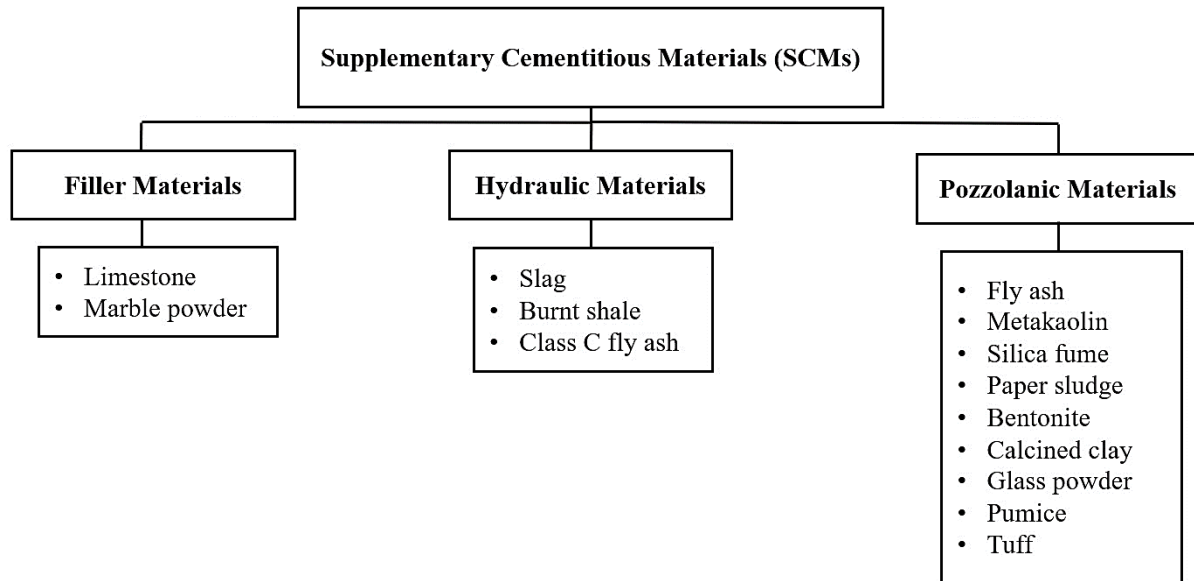 Supplementary Cementitious Materials (SCMs)
Filler Materials
• Limestone
• Marble powder
Hydraulic Materials
• Slag
• Burnt shale
• Class C fly ash
Pozzolanic Materials
• Fly ash
• Metakaolin
• Silica fume
• Paper sludge
• Bentonite
• Calcined clay
• Glass powder
• Pumice
• Tuff